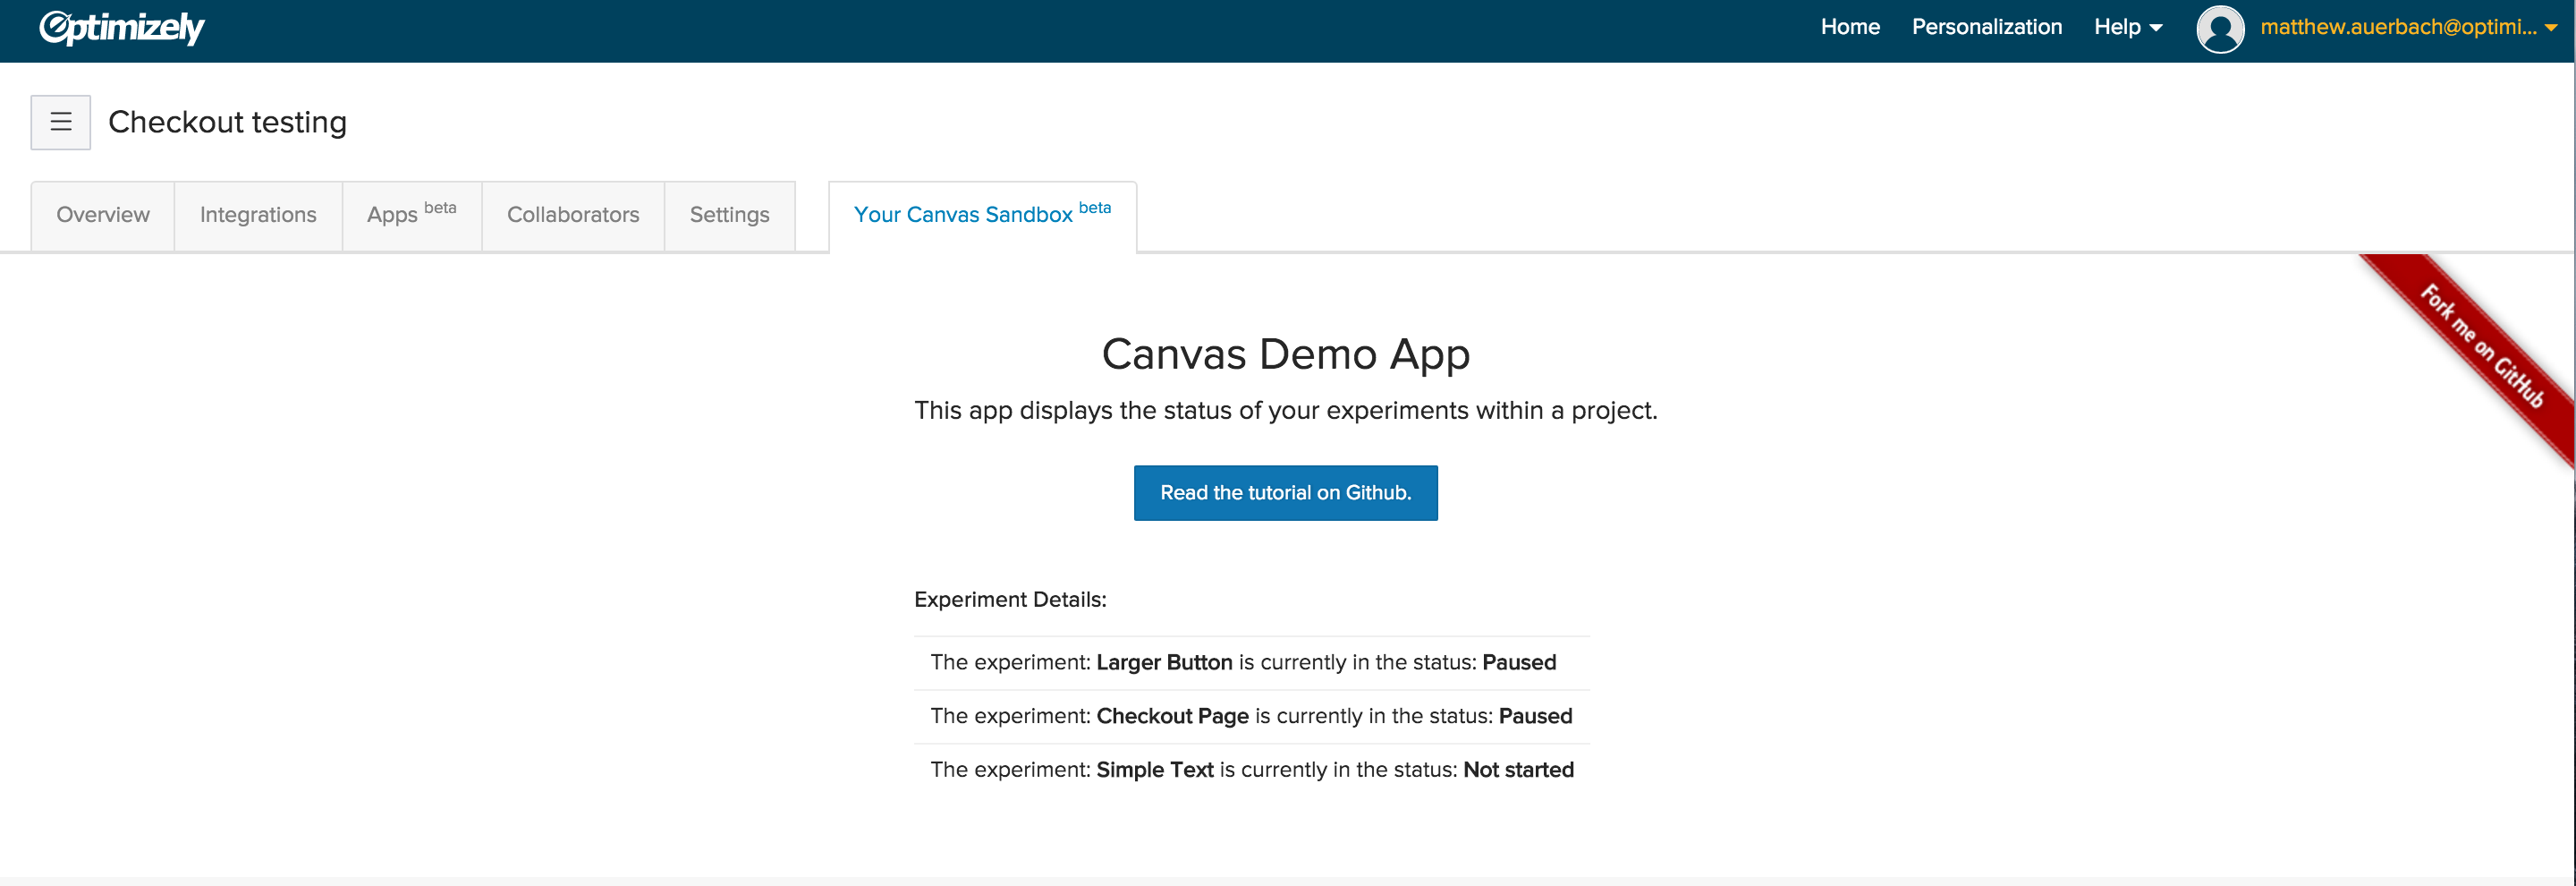 Optimizely
Home Personalization Help matthew.auerbach@optimi...
Checkout testing
Overview Integrations Apps beta Collaborators Settings Your Canvas Sandbox beta
Fork me on GitHub
Canvas Demo App
This app displays the status of your experiments within a project.
Read the tutorial on Github.
Experiment Details:
The experiment: Larger Button is currently in the status: Paused
The experiment: Checkout Page is currently in the status: Paused
The experiment: Simple Text is currently in the status: Not started